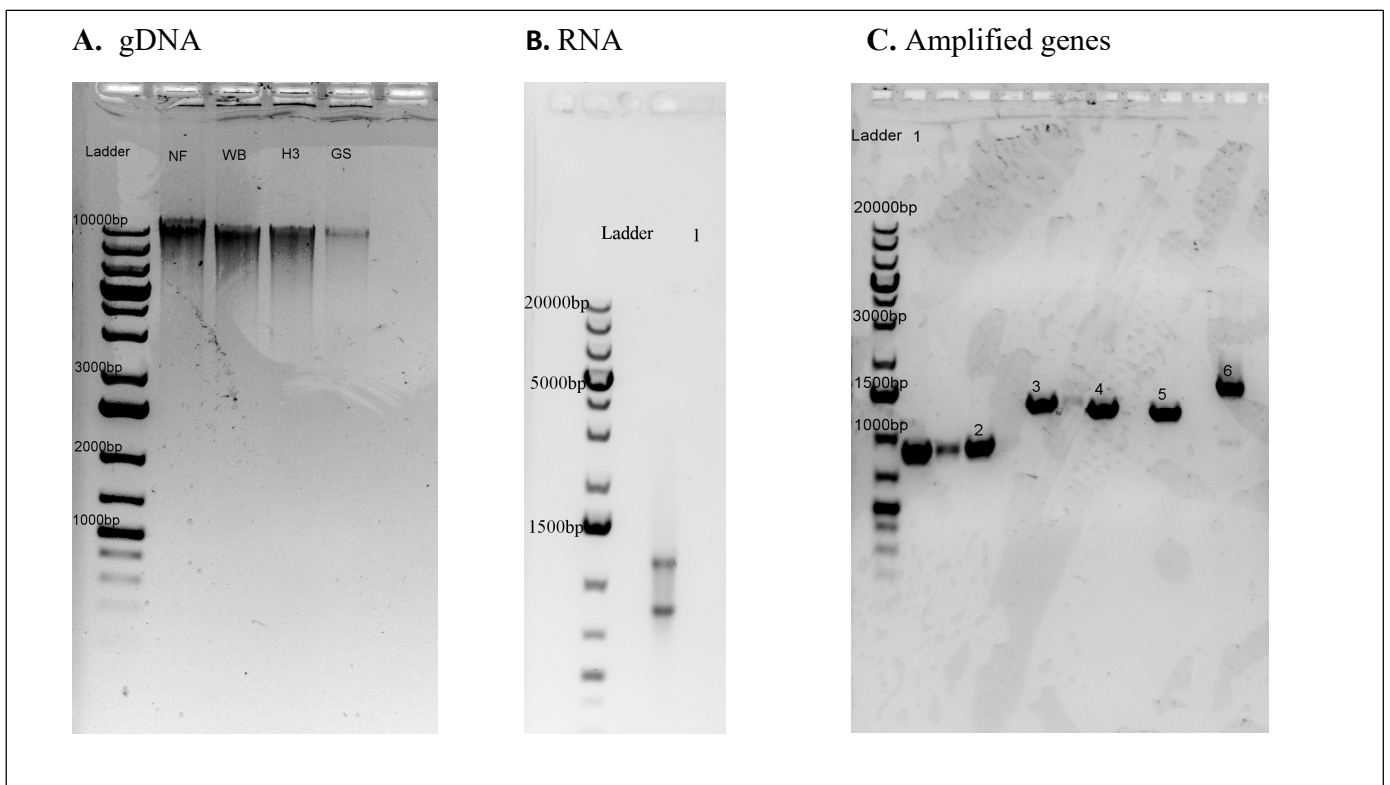 A. gDNA
B. RNA
C. Amplified genes
Ladder NF WB H3 GS
10000bp
3000bp
2000bp
1000bp
Ladder 1
20000bp
5000bp
1500bp
Ladder 1
20000bp
3000bp
1500bp
1000bp
2
3
4
5
6